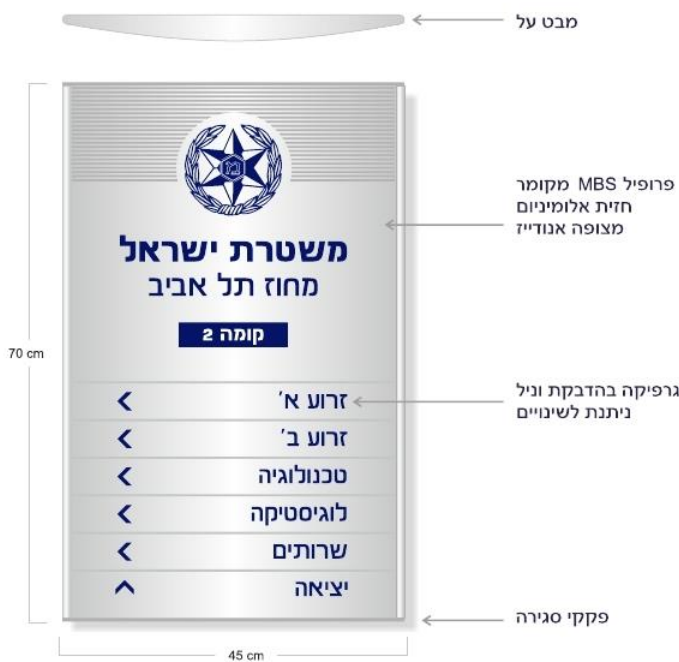 מבט על
פרופיל MBS מקומר
חזית אלומיניום
מצופה אנודייז
משטרת ישראל
מחוז תל אביב
קומה 2
70 cm
גרפיקה בהדבקת וניל
ניתנת לשינויים
זרוע א׳
זרוע ב׳
טכנולוגיה
לוגיסטיקה
שרותים
יציאה
פקקי סגירה
45 cm